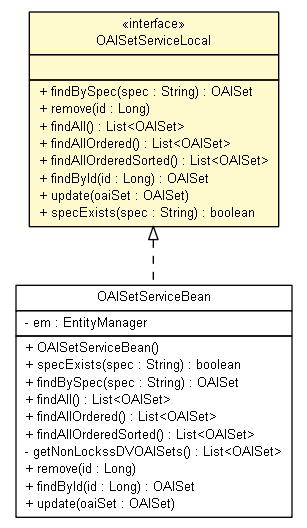 «interface»
OAISetServiceLocal
+ findBySpec(spec : String) : OAISet
+ remove(id : Long)
+ findAll() : List<OAISet>
+ findAllOrdered() : List<OAISet>
+ findAllOrderedSorted() : List<OAISet>
+ findById(id : Long) : OAISet
+ update(oaiSet : OAISet)
+ specExists(spec : String) : boolean
OAISetServiceBean
- em : EntityManager
+ OAISetServiceBean()
+ specExists(spec : String) : boolean
+ findBySpec(spec : String) : OAISet
+ findAll() : List<OAISet>
+ findAllOrdered() : List<OAISet>
+ findAllOrderedSorted() : List<OAISet>
- getNonLockssDVOAISets() : List<OAISet>
+ remove(id : Long)
+ findById(id : Long) : OAISet
+ update(oaiSet : OAISet)